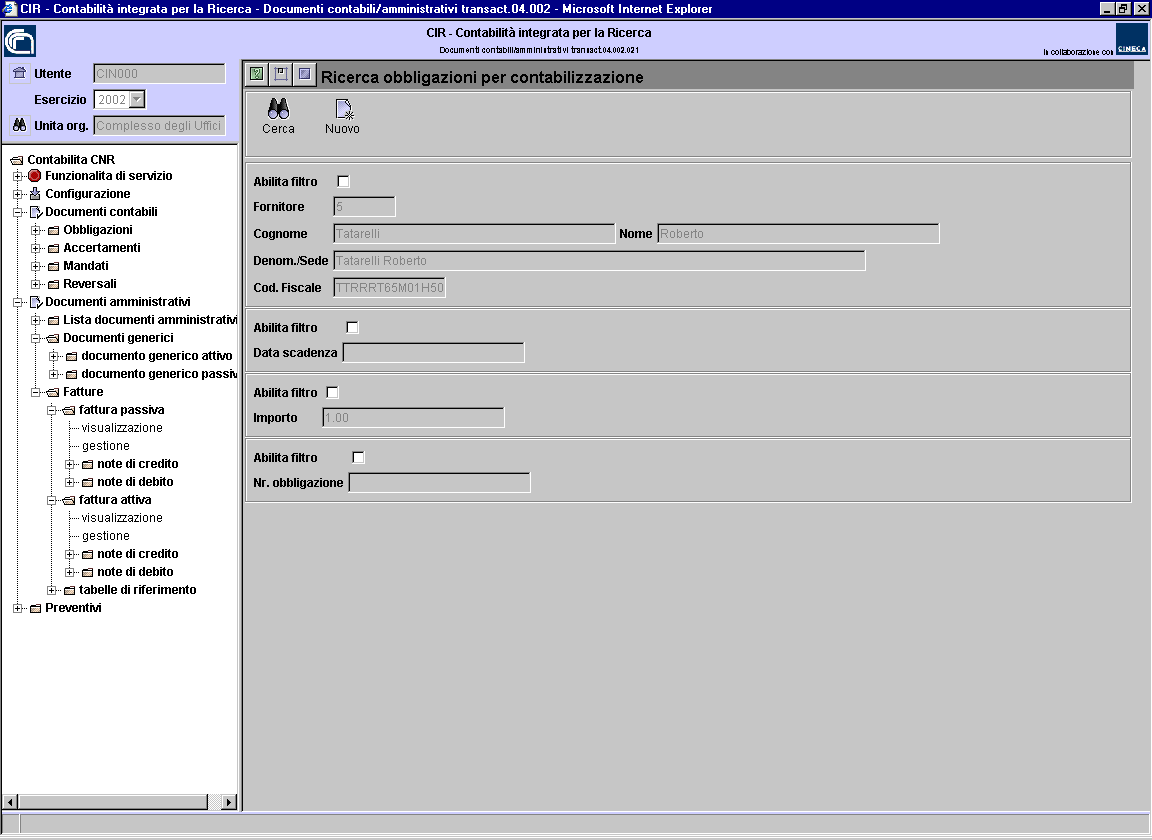 CIR - Contabilità integrata per la Ricerca - Documenti contabili/amministrativi transact.04.002 - Microsoft Internet Explorer
CIR - Contabilità integrata per la Ricerca
Documenti contabili/amministrativi transact.04.002.021
In collaborazione con
CINECA
Utente CIN000
Esercizio 2002
Unita org. Complesso degli Uffici
Contabilita CNR
Funzionalita di servizio
Configurazione
Documenti contabili
Obbligazioni
Accertamenti
Mandati
Reversali
Documenti amministrativi
Lista documenti amministrativi
Documenti generici
documento generico attivo
documento generico passiv
Fatture
fattura passiva
visualizzazione
gestione
note di credito
note di debito
fattura attiva
visualizzazione
gestione
note di credito
note di debito
tabelle di riferimento
Preventivi
Ricerca obbligazioni per contabilizzazione
Cerca Nuovo
Abilita filtro
Fornitore 5
Cognome Tatarelli Nome Roberto
Denom./Sede Tatarelli Roberto
Cod. Fiscale TTRRRT65M01H50
Abilita filtro
Data scadenza
Abilita filtro
Importo 1.00
Abilita filtro
Nr. obbligazione